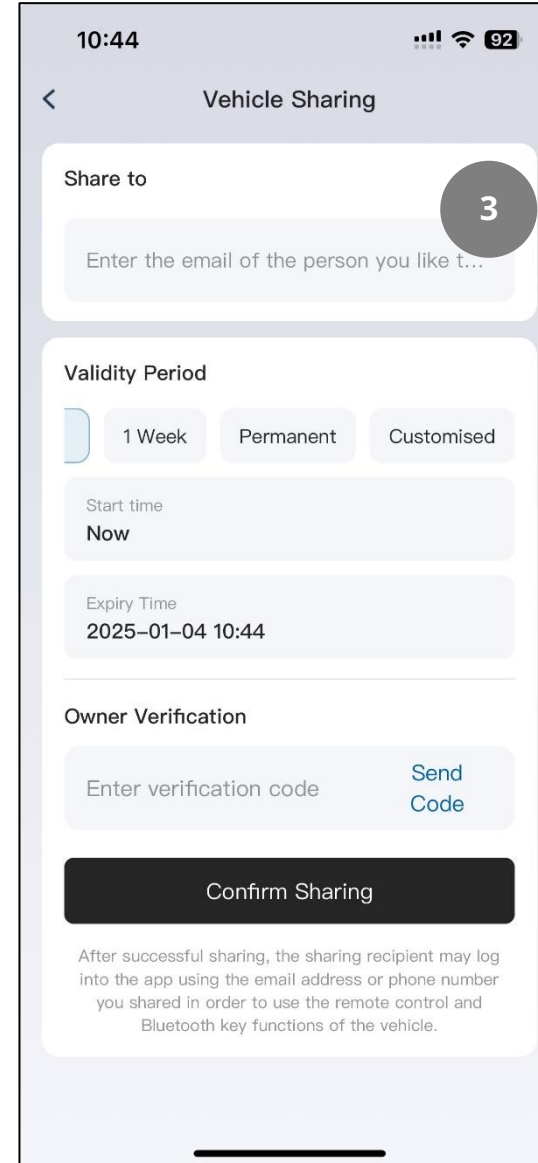 10:44
92
Vehicle Sharing
Share to
3
Enter the email of the person you like t...
Validity Period
1 Week
Permanent
Customised
Start time
Now
Expiry Time
2025-01-04 10:44
Owner Verification
Enter verification code
Send
Code
Confirm Sharing
After successful sharing, the sharing recipient may log
into the app using the email address or phone number
you shared in order to use the remote control and
Bluetooth key functions of the vehicle.